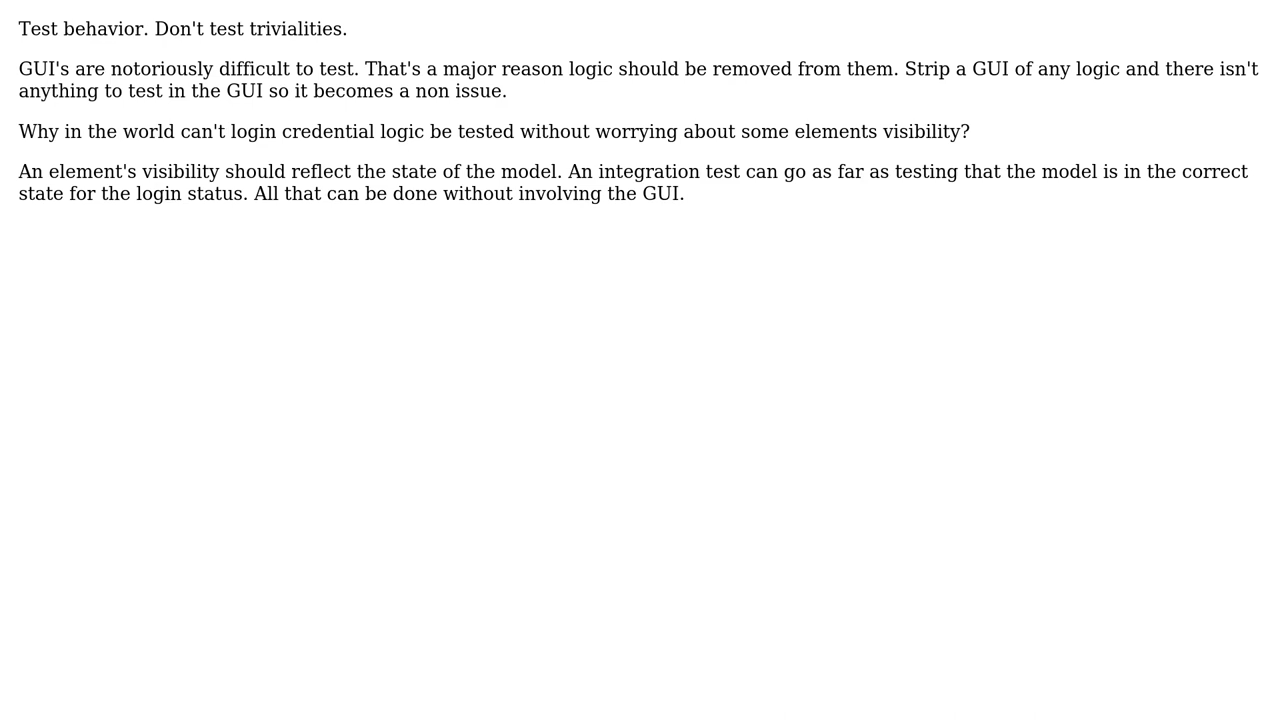 Test behavior. Don't test trivialities.
GUI's are notoriously difficult to test. That's a major reason logic should be removed from them. Strip a GUI of any logic and there isn't
anything to test in the GUI so it becomes a non issue.
Why in the world can't login credential logic be tested without worrying about some elements visibility?
An element's visibility should reflect the state of the model. An integration test can go as far as testing that the model is in the correct
state for the login status. All that can be done without involving the GUI.